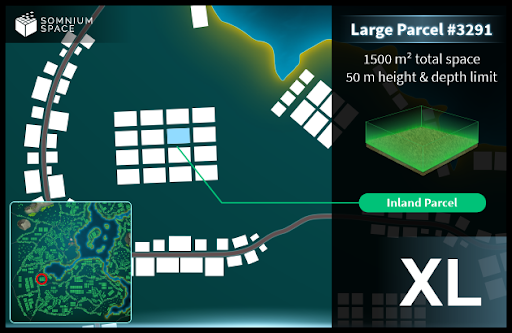 SOMNIUM
SPACE
Large Parcel #3291
1500 m² total space
50 m height & depth limit
Inland Parcel
XL